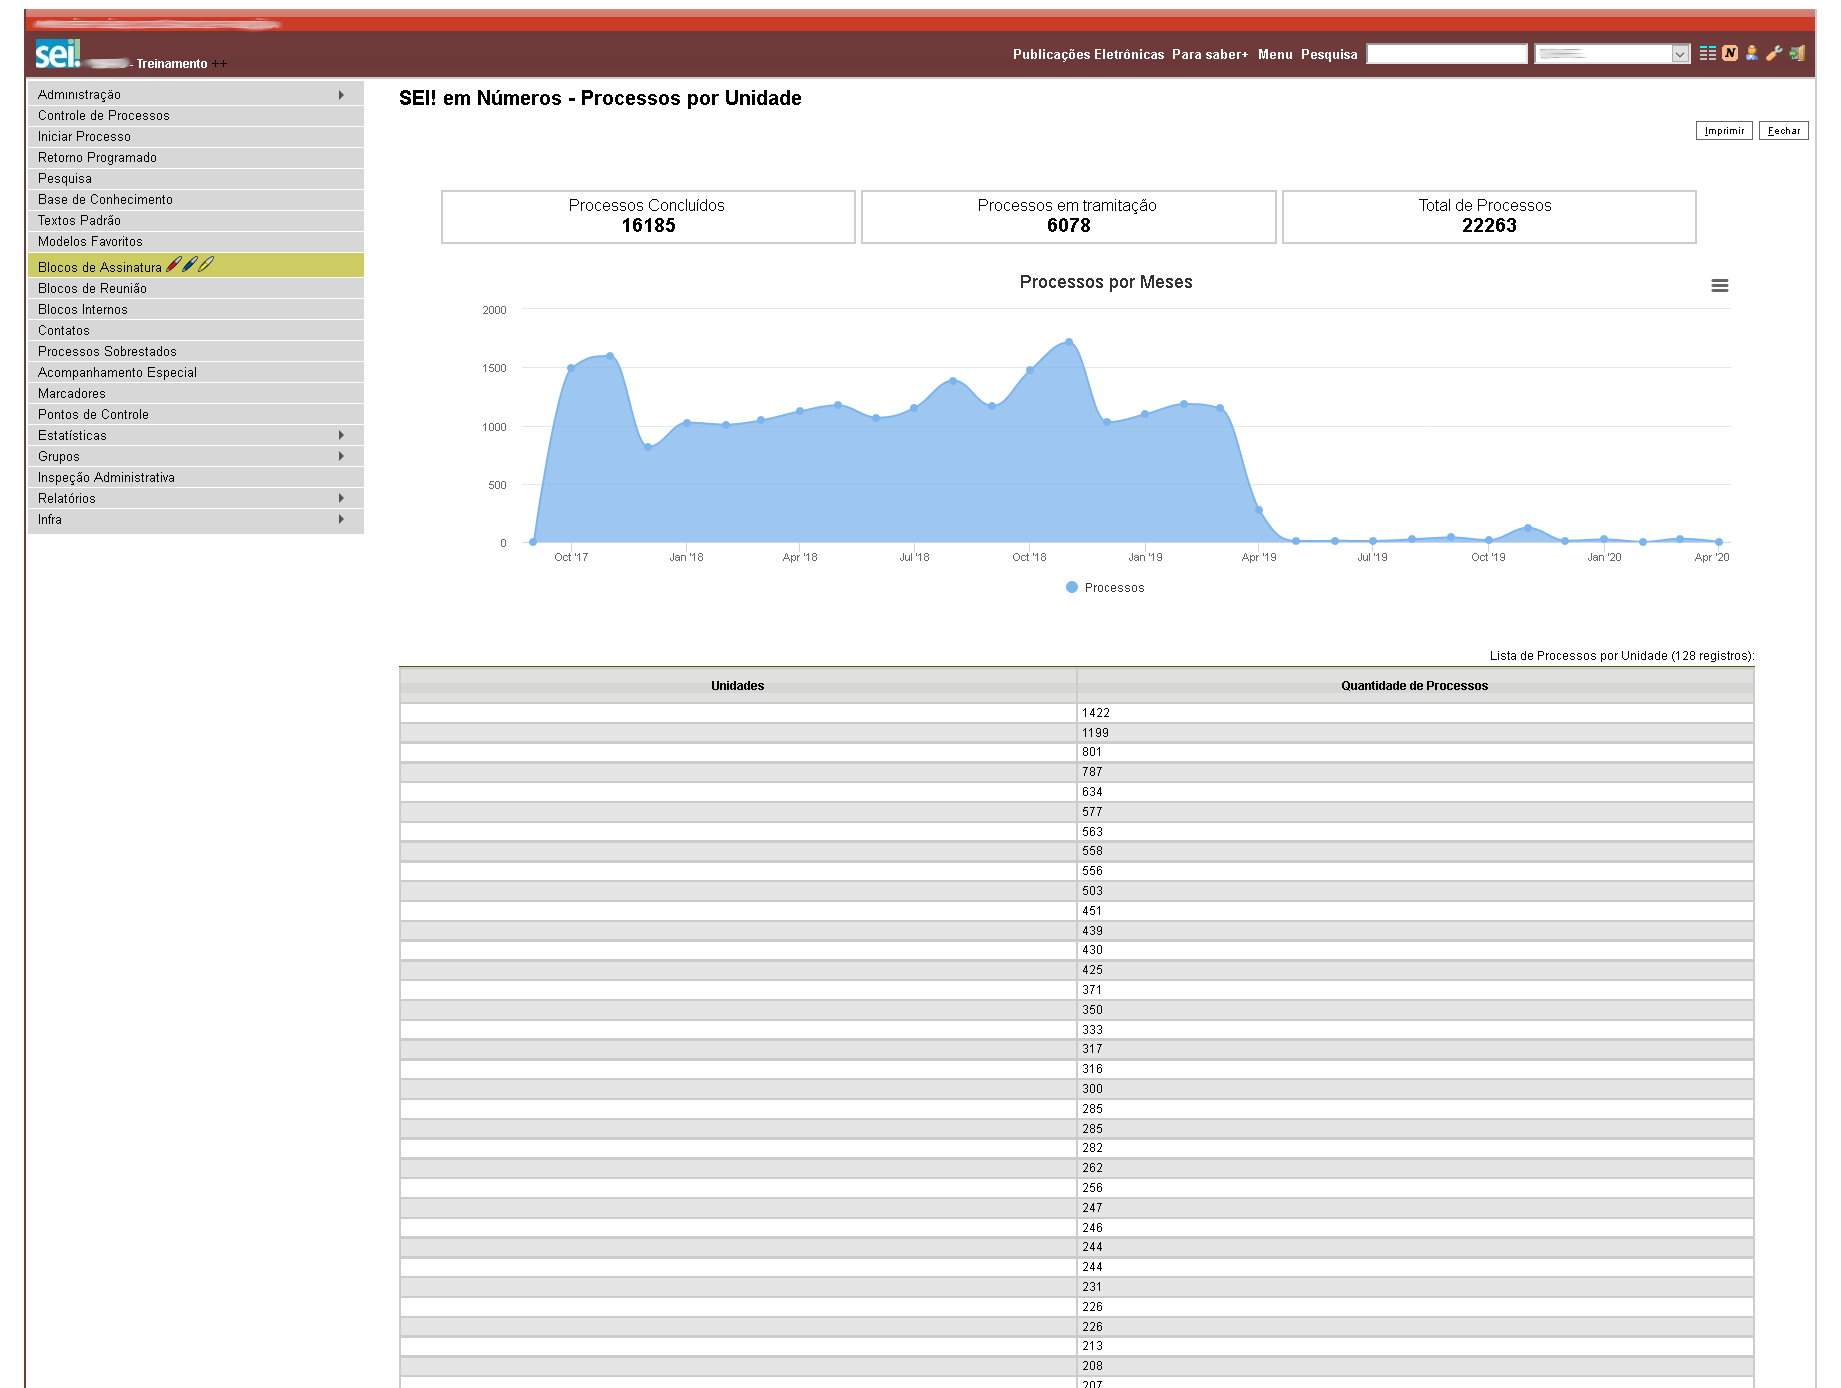 sei! - Treinamento ++
Publicações Eletrônicas Para saber+ Menu Pesquisa
N
Administração
Controle de Processos
Iniciar Processo
Retorno Programado
Pesquisa
Base de Conhecimento
Textos Padrão
Modelos Favoritos
Blocos de Assinatura
Blocos de Reunião
Blocos Internos
Contatos
Processos Sobrestados
Acompanhamento Especial
Marcadores
Pontos de Controle
Estatísticas
Grupos
Inspeção Administrativa
Relatórios
Infra
SEI! em Números - Processos por Unidade
Imprimir Fechar
Processos Concluídos
16185
Processos em tramitação
6078
Total de Processos
22263
Processos por Meses
2000
1500
1000
500
0
Oct '17 Jan '18 Apr '18 Jul '18 Oct '18 Jan '19 Apr '19 Jul '19 Oct '19 Jan '20 Apr '20
Processos
Lista de Processos por Unidade (128 registros):
Unidades Quantidade de Processos
1422
1199
801
787
634
577
563
558
556
503
451
439
430
425
371
350
333
317
316
300
285
285
282
262
256
247
246
244
244
231
226
226
213
208
207